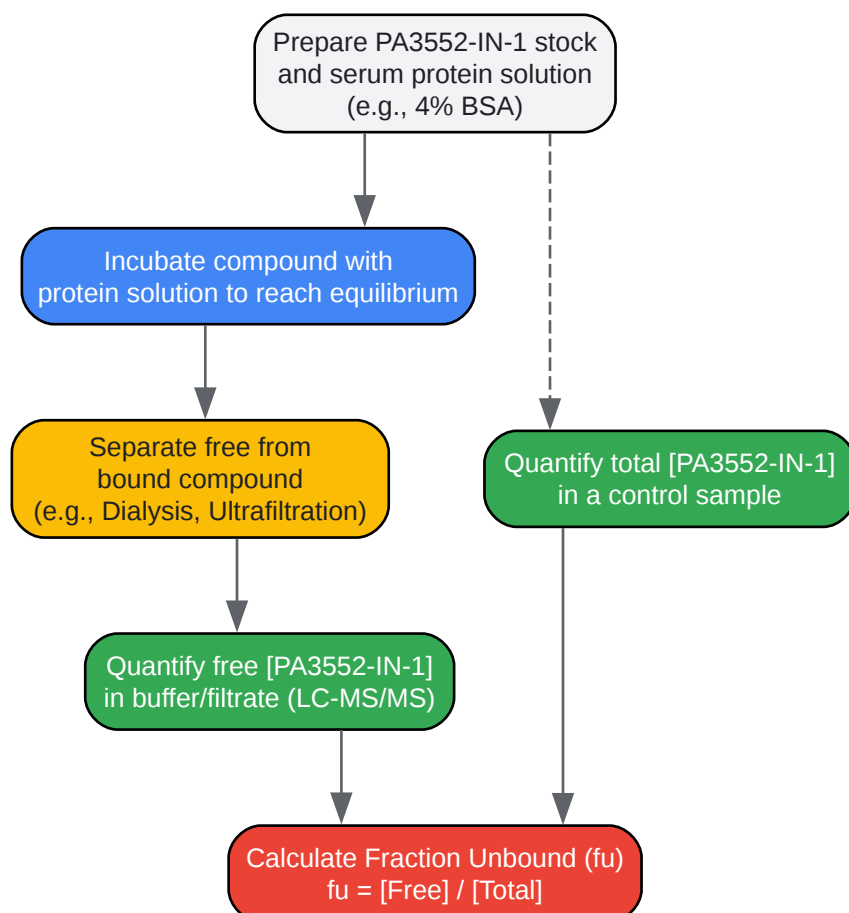 Prepare PA3552-IN-1 stock
and serum protein solution
(e.g., 4% BSA)
Incubate compound with
protein solution to reach equilibrium
Separate free from
bound compound
(e.g., Dialysis, Ultrafiltration)
Quantify total [PA3552-IN-1]
in a control sample
Quantify free [PA3552-IN-1]
in buffer/filtrate (LC-MS/MS)
Calculate Fraction Unbound (fu)
fu = [Free] / [Total]